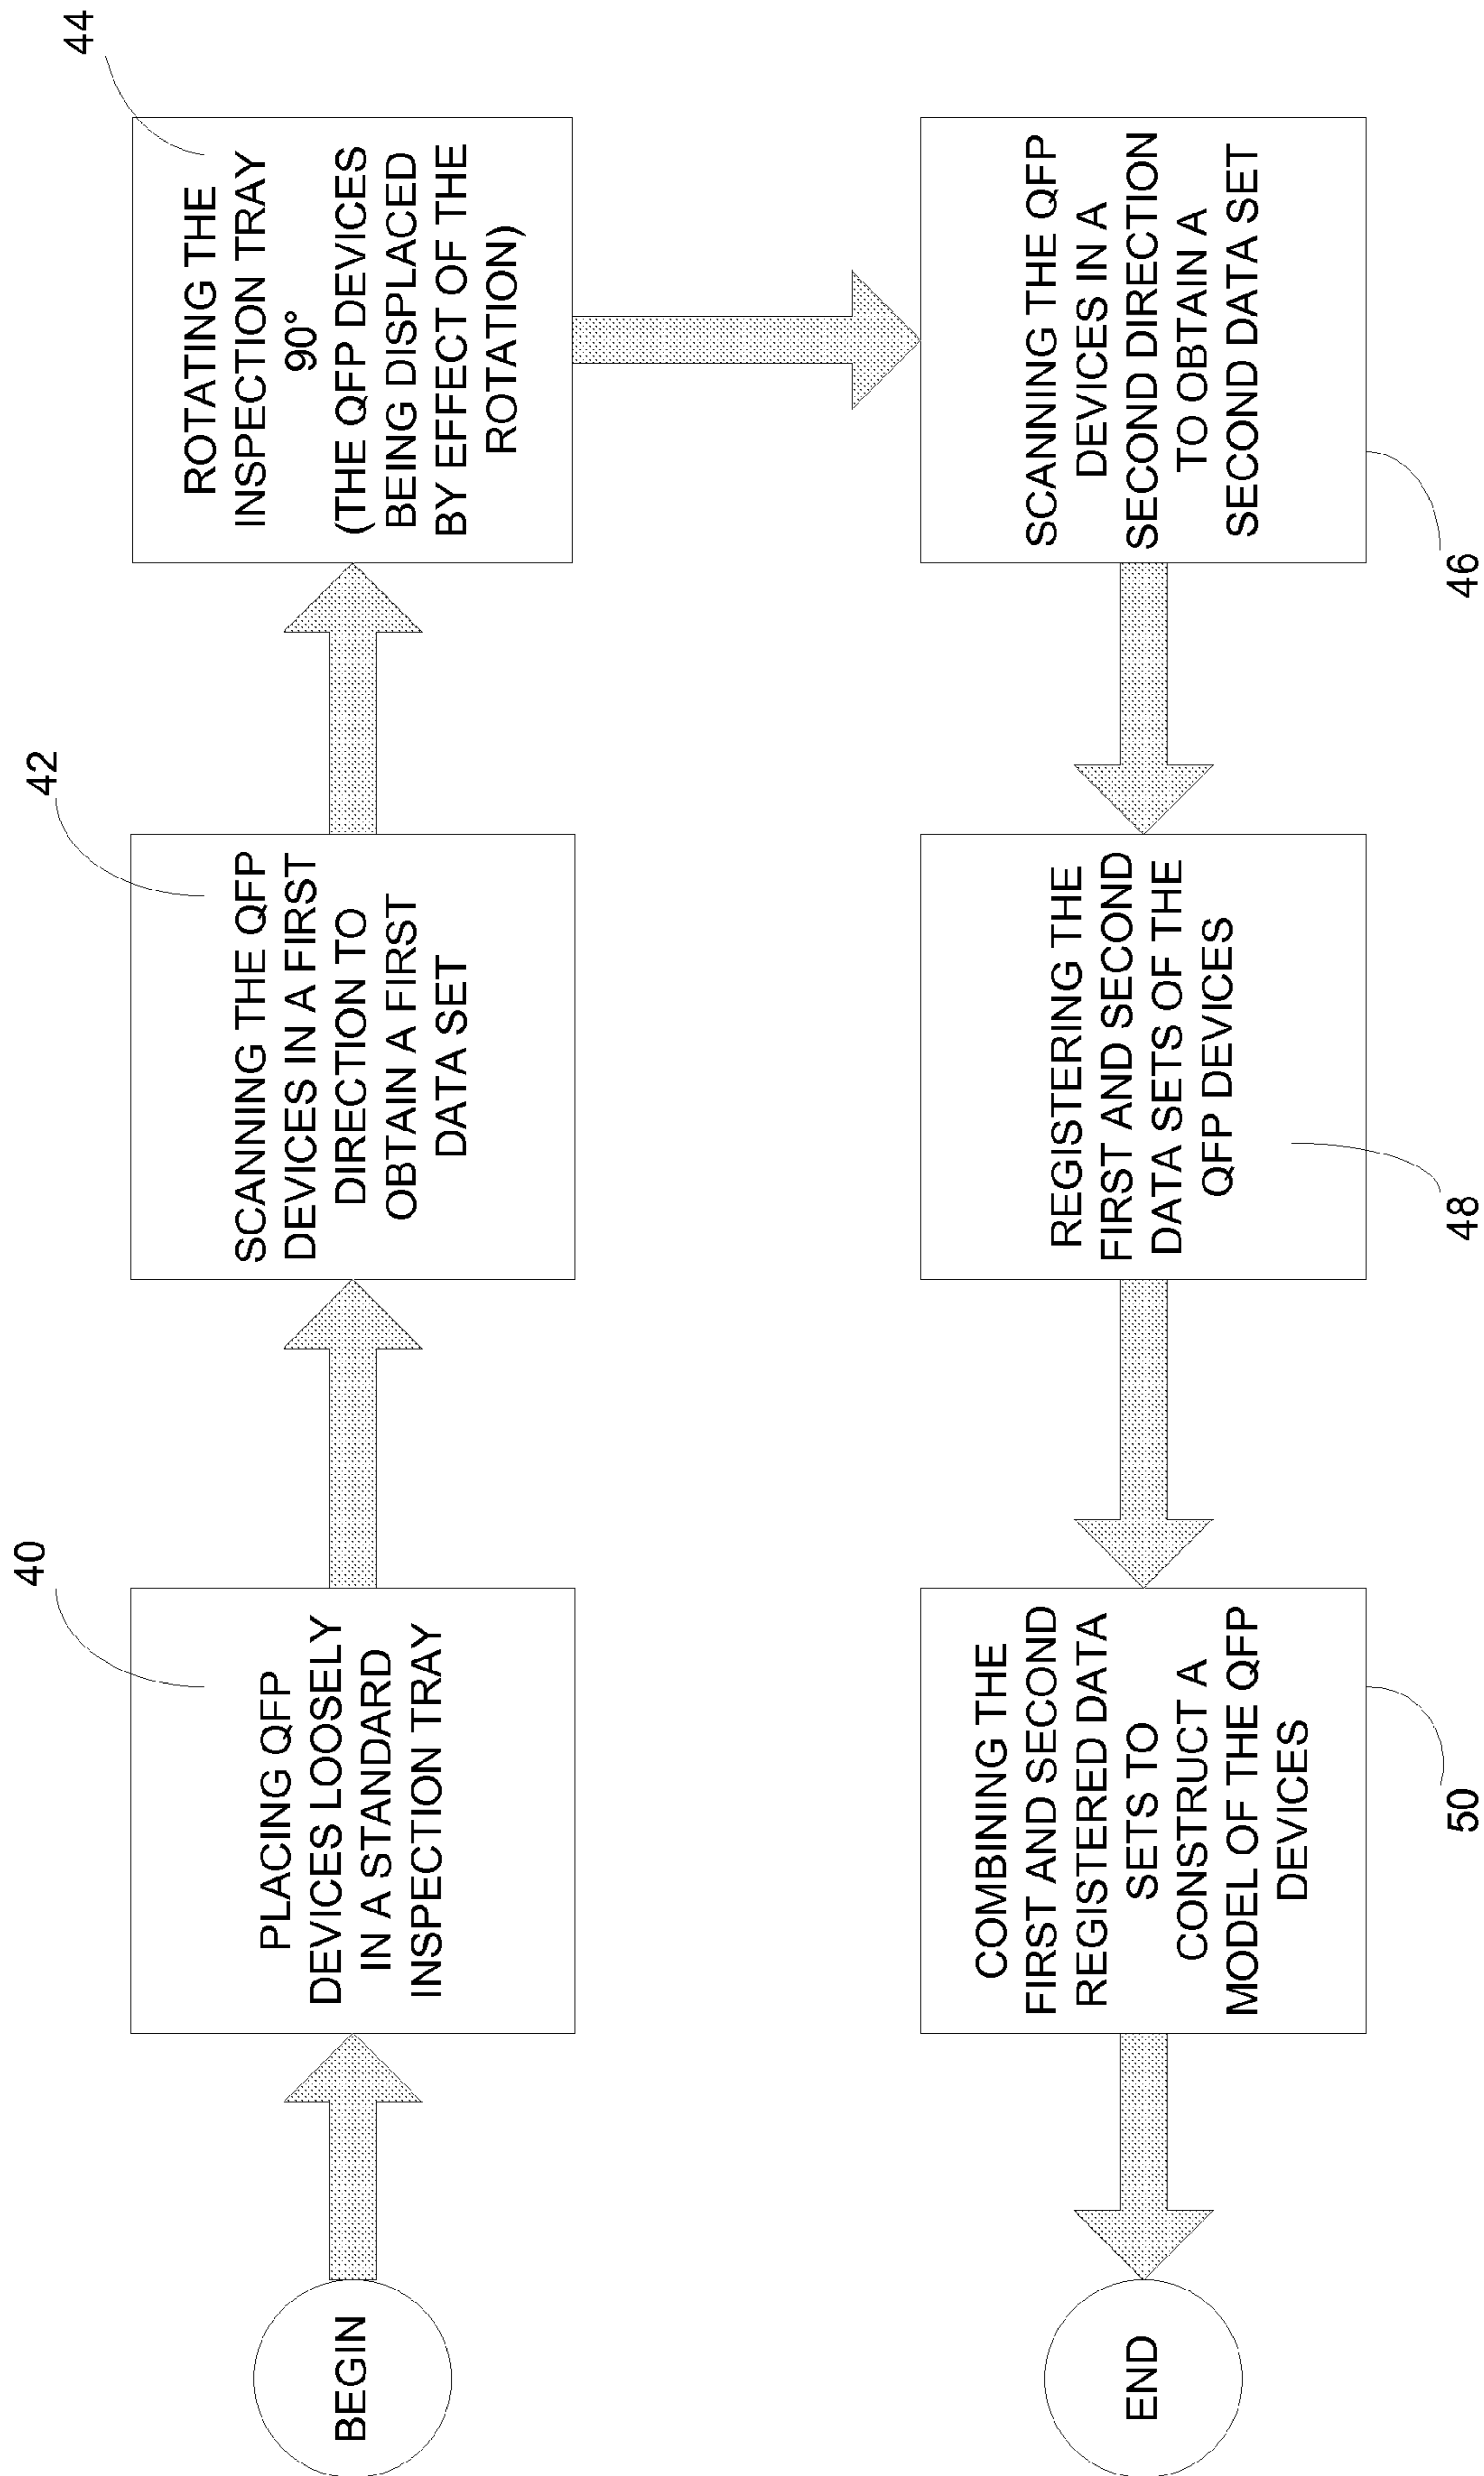 BEGIN
40
PLACING QFP
DEVICES LOOSELY
IN A STANDARD
INSPECTION TRAY
42
SCANNING THE QFP
DEVICES IN A FIRST
DIRECTION TO
OBTAIN A FIRST
DATA SET
44
ROTATING THE
INSPECTION TRAY
90°
(THE QFP DEVICES
BEING DISPLACED
BY EFFECT OF THE
ROTATION)
SCANNING THE QFP
DEVICES IN A
SECOND DIRECTION
TO OBTAIN A
SECOND DATA SET
46
REGISTERING THE
FIRST AND SECOND
DATA SETS OF THE
QFP DEVICES
48
COMBINING THE
FIRST AND SECOND
REGISTERED DATA
SETS TO
CONSTRUCT A
MODEL OF THE QFP
DEVICES
50
END